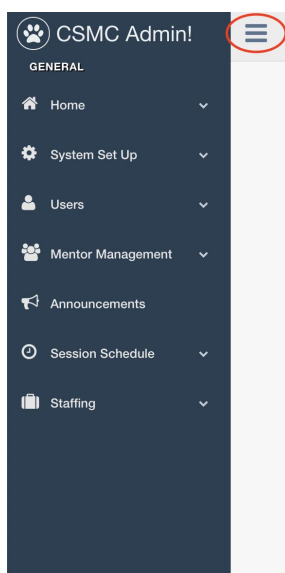 CSMC Admin!
GENERAL
Home
System Set Up
Users
Mentor Management
Announcements
Session Schedule
Staffing